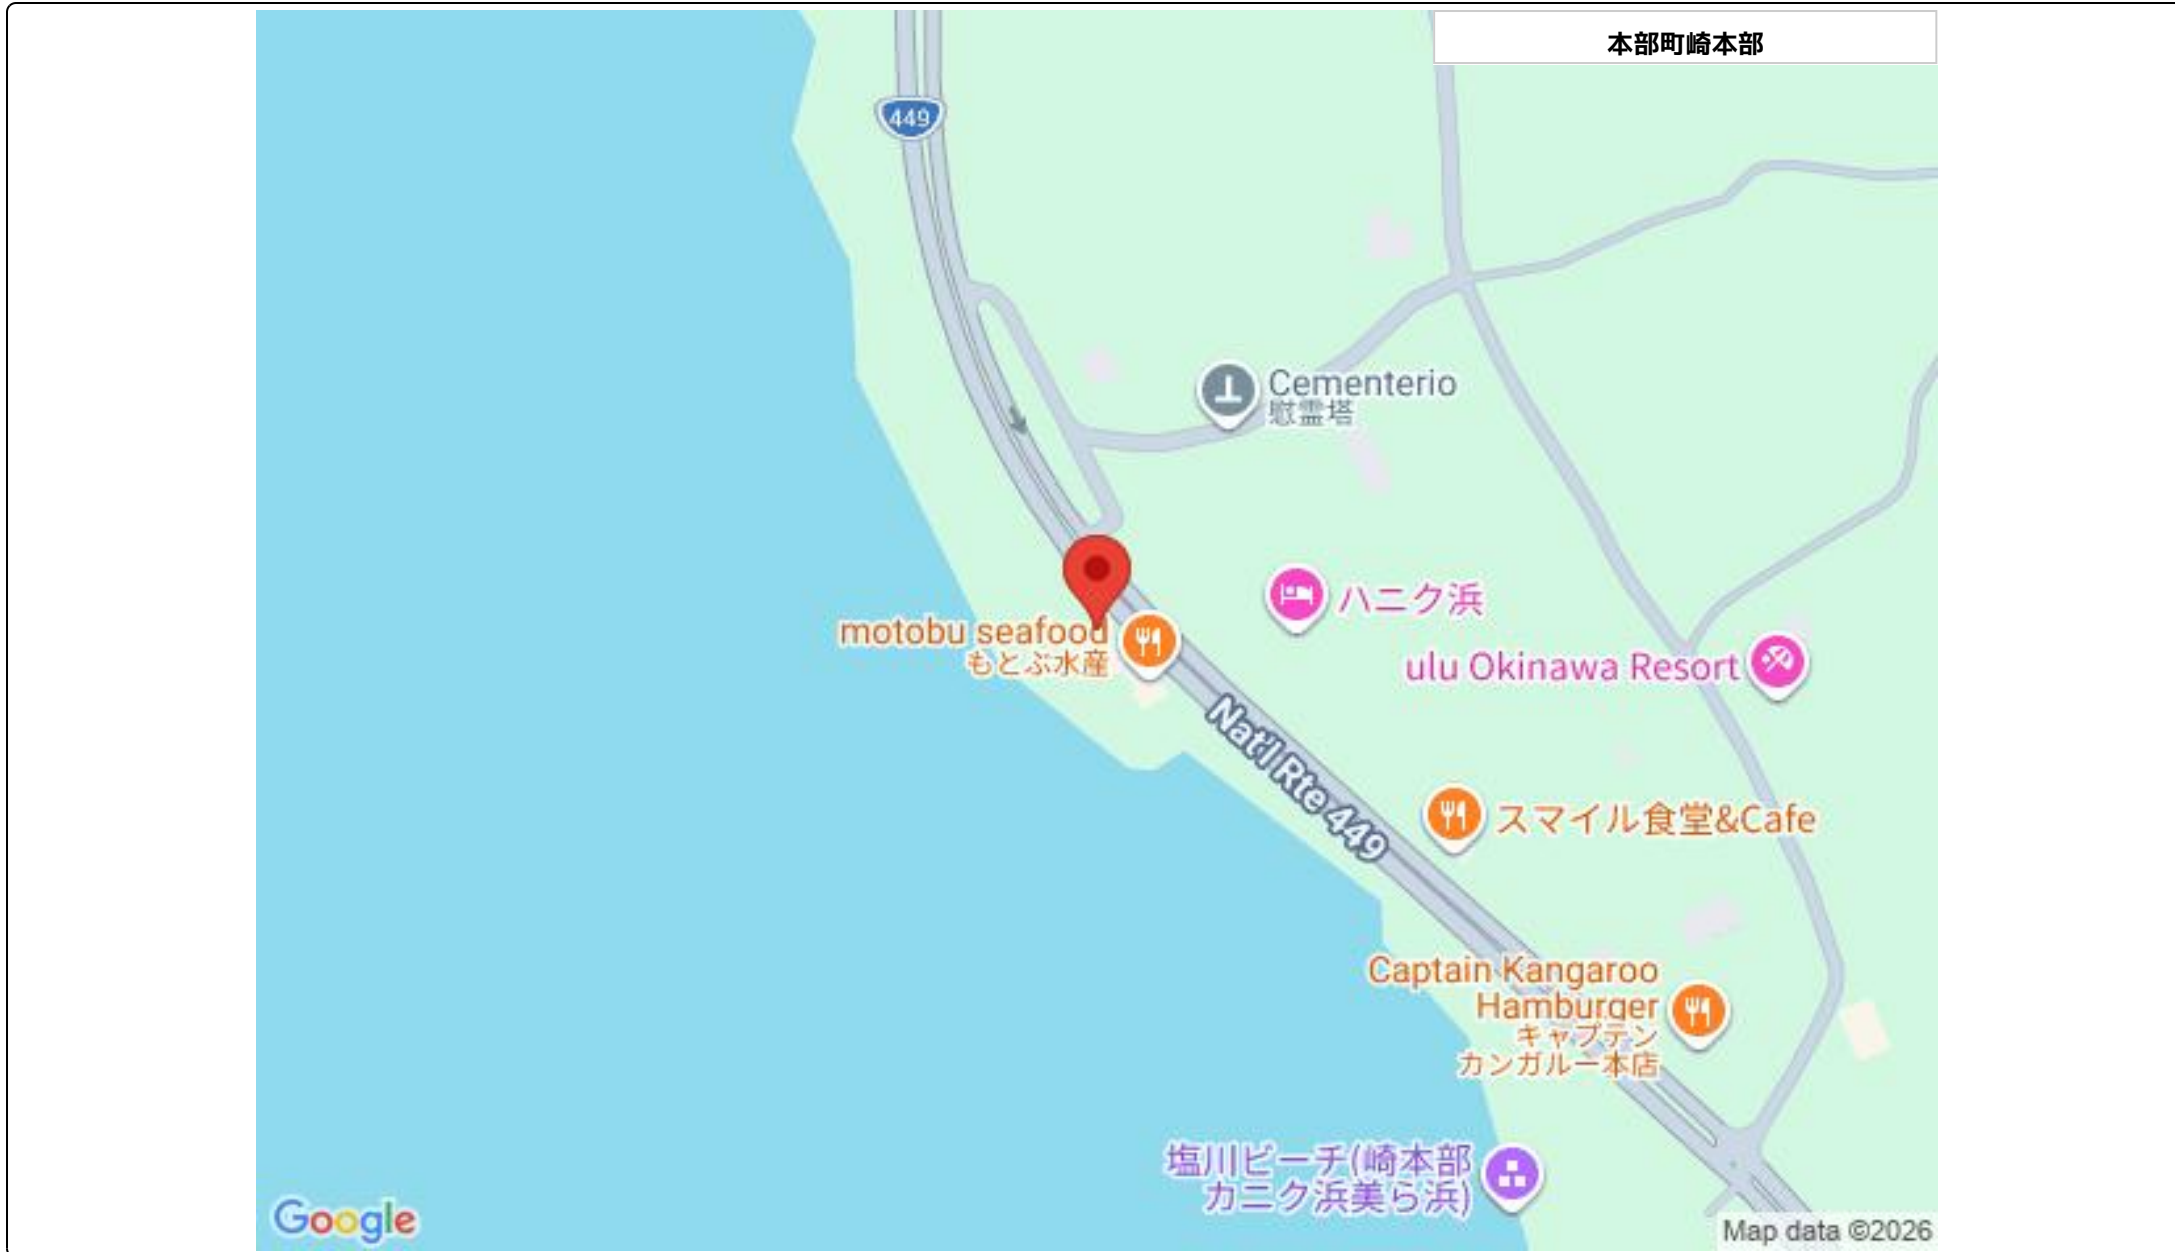 本部町崎本部
449
Cementerio
慰霊塔
motobu seafood
もとぶ水産
ハニク浜
ulu Okinawa Resort
Nat'l Rte 449
スマイル食堂&Cafe
Captain Kangaroo
Hamburger
キャプテン
カンガルー本店
塩川ビーチ(崎本部
カニク浜美ら浜)
Google
Map data ©2026